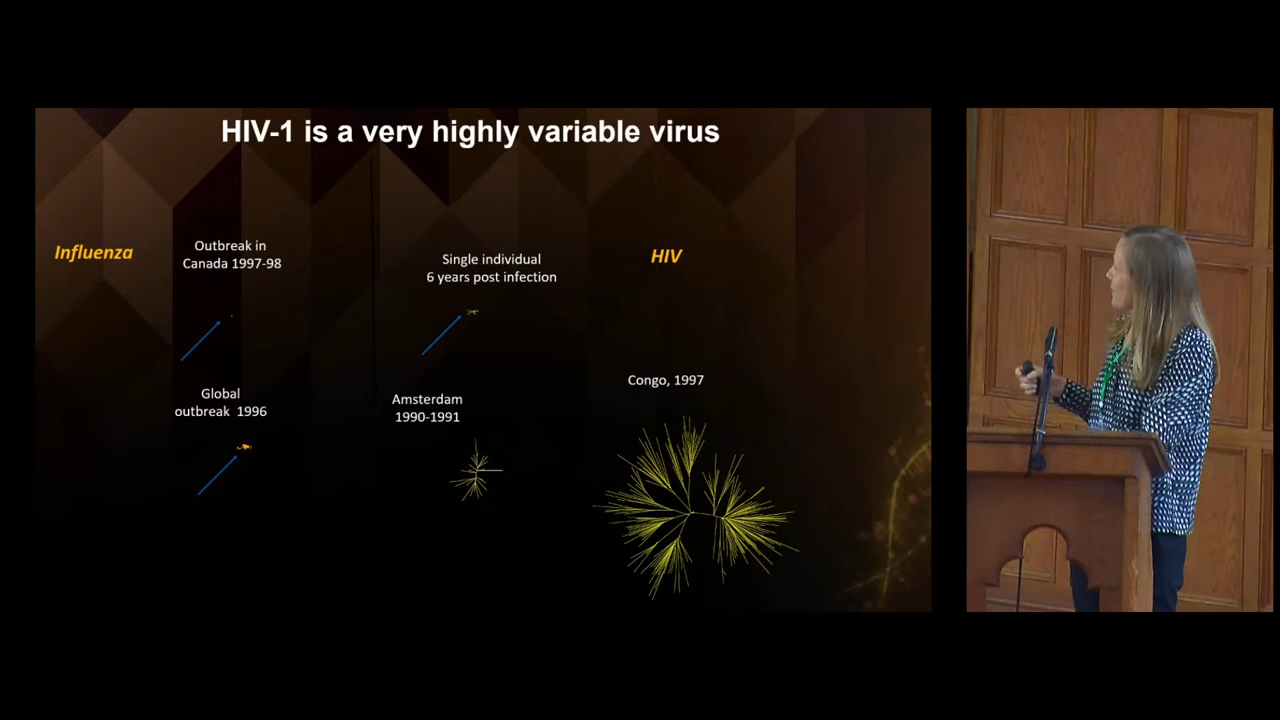 HIV-1 is a very highly variable virus
Influenza
Outbreak in
Canada 1997-98
Single individual
6 years post infection
HIV
Global
outbreak 1996
Amsterdam
1990-1991
Congo, 1997